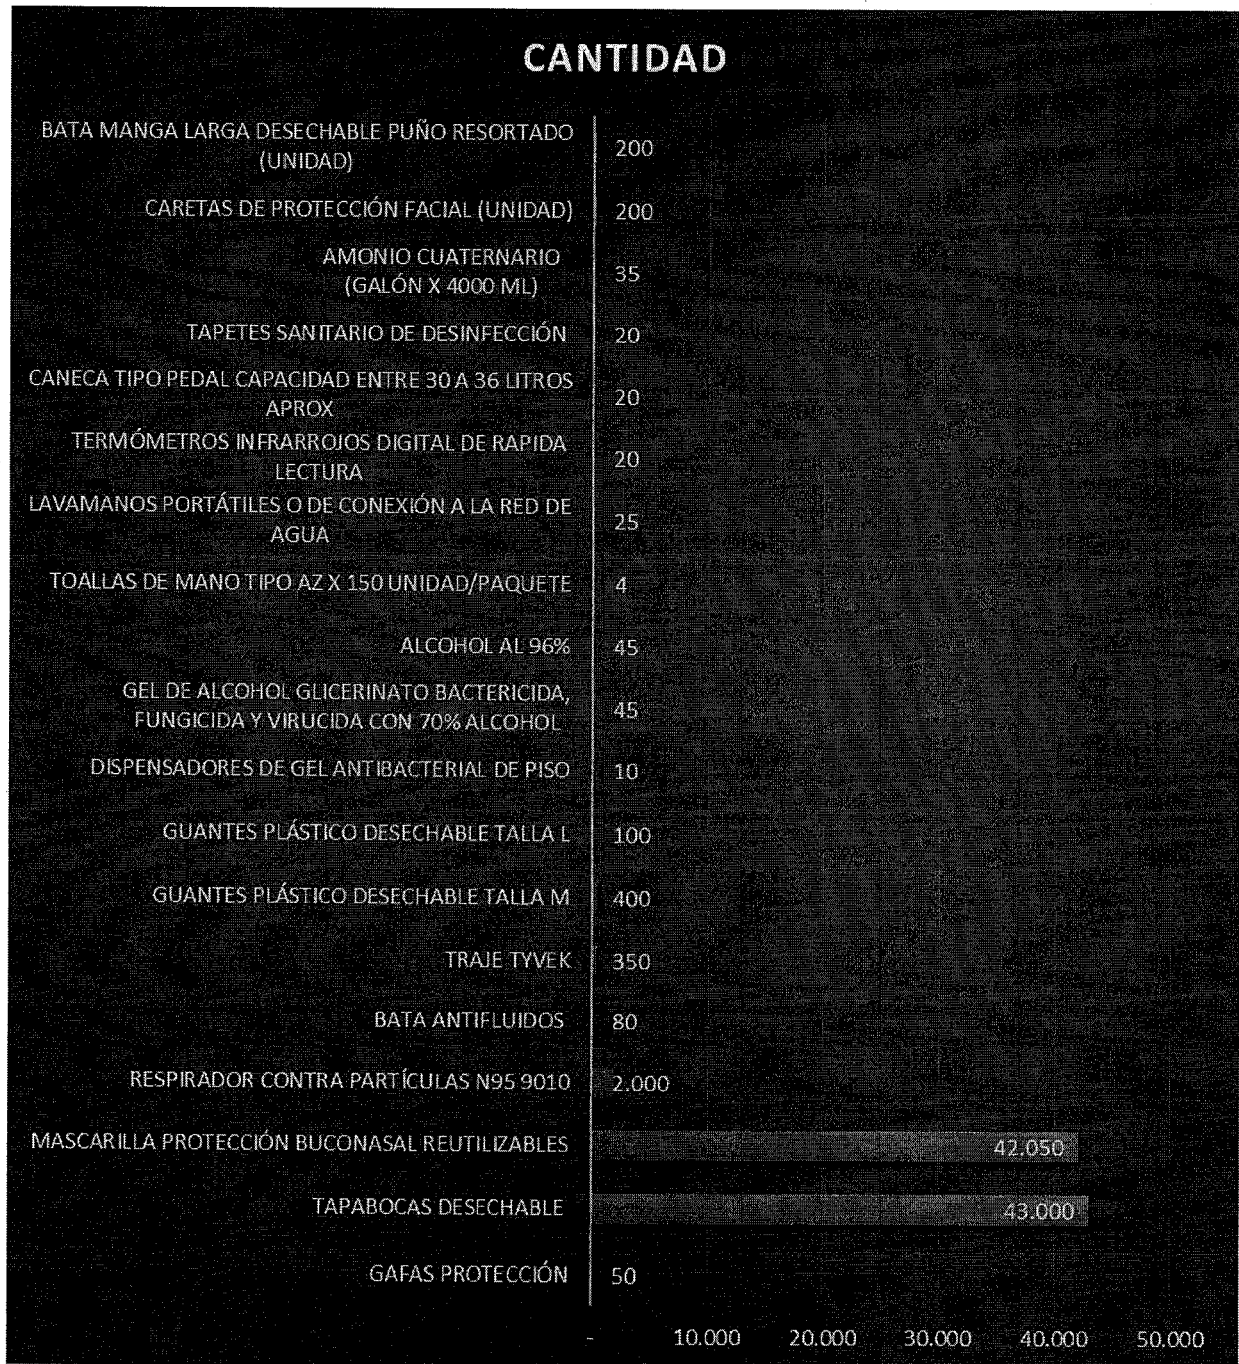 CANTIDAD
BATA MANGA LARGA DESECHABLE PUÑO RESORTADO
(UNIDAD)
200
CARETAS DE PROTECCIÓN FACIAL (UNIDAD)
200
AMONIO CUATERNARIO
(GALÓN X 4000 ML)
35
TAPETES SANITARIO DE DESINFECCIÓN
20
CANECA TIPO PEDAL CAPACIDAD ENTRE 30 A 36 LITROS
APROX
20
TERMÓMETROS INFRARROJOS DIGITAL DE RAPIDA
LECTURA
20
LAVAMANOS PORTÁTILES O DE CONEXIÓN A LA RED DE
AGUA
25
TOALLAS DE MANO TIPO AZ X 150 UNIDAD/PAQUETE
4
ALCOHOL AL 96%
45
GEL DE ALCOHOL GLICERINATO BACTERICIDA,
FUNGICIDA Y VIRUCIDA CON 70% ALCOHOL
45
DISPENSADORES DE GEL ANTIBACTERIAL DE PISO
10
GUANTES PLÁSTICO DESECHABLE TALLA L
100
GUANTES PLÁSTICO DESECHABLE TALLA M
400
TRAJE TYVEK
350
BATA ANTIFLUIDOS
80
RESPIRADOR CONTRA PARTÍCULAS N95 9010
2.000
MASCARILLA PROTECCIÓN BUCONASAL REUTILIZABLES
42.050
TAPABOCAS DESECHABLE
43.000
GAFAS PROTECCIÓN
50
- 10.000 20.000 30.000 40.000 50.000